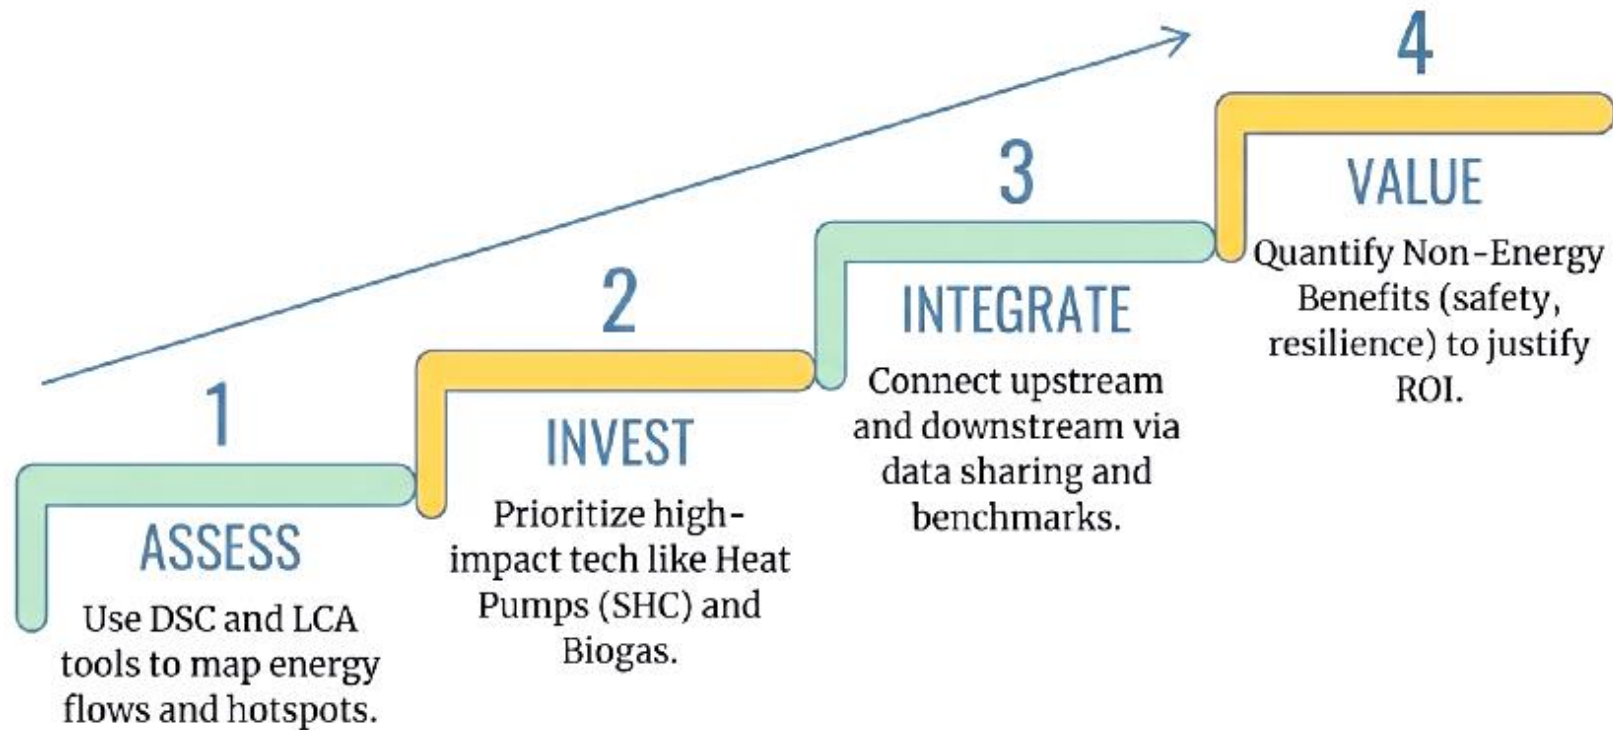 1
ASSESS
Use DSC and LCA
tools to map energy
flows and hotspots.
2
INVEST
Prioritize high-
impact tech like Heat
Pumps (SHC) and
Biogas.
3
INTEGRATE
Connect upstream
and downstream via
data sharing and
benchmarks.
4
VALUE
Quantify Non-Energy
Benefits (safety,
resilience) to justify
ROI.